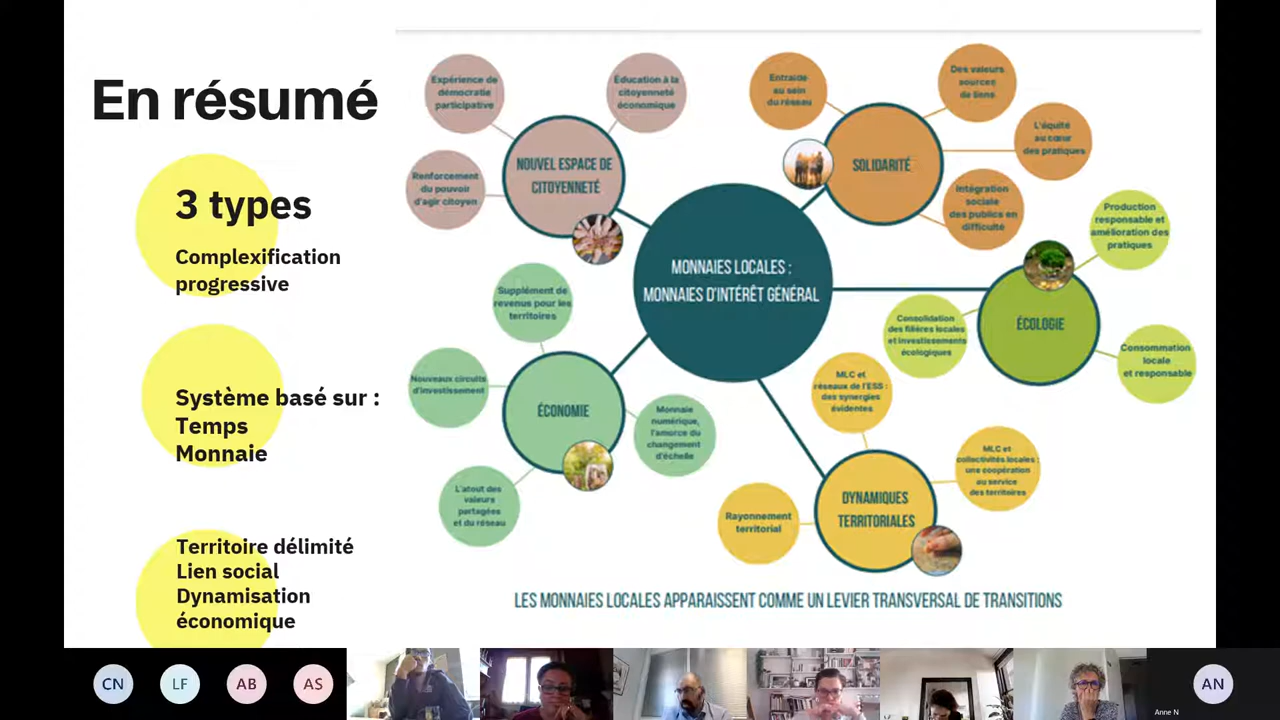 En résumé
3 types
Complexification
progressive
Système basé sur :
Temps
Monnaie
Territoire délimité
Lien social
Dynamisation
économique
Expérience de
démocratie
participative
Éducation à la
citoyenneté
économique
Renforcement
du pouvoir
d'agir citoyen
NOUVEL ESPACE DE
CITOYENNETÉ
Entraide
au sein
du réseau
Des valeurs
sources
de liens
L'équité
au cœur
des pratiques
Intégration
sociale
des publics en
difficulté
SOLIDARITÉ
MONNAIES LOCALES :
MONNAIES D'INTÉRÊT GÉNÉRAL
Production
responsable et
amélioration des
pratiques
Consolidation
des filières locales
et investissements
écologiques
Consommation
locale
et responsable
ÉCOLOGIE
Supplément de
revenus pour les
territoires
Nouveaux circuits
d'investissement
Monnaie
numérique,
l'amorce du
changement
d'échelle
L'atout des
valeurs
partagées
et du réseau
ÉCONOMIE
MLC et
réseaux de l'ESS :
des synergies
évidentes
MLC et
collectivités locales :
une coopération
au service
des territoires
Rayonnement
territorial
DYNAMIQUES
TERRITORIALES
LES MONNAIES LOCALES APPARAISSENT COMME UN LEVIER TRANSVERSAL DE TRANSITIONS
CN
LF
AB
AS
AN
Anne N